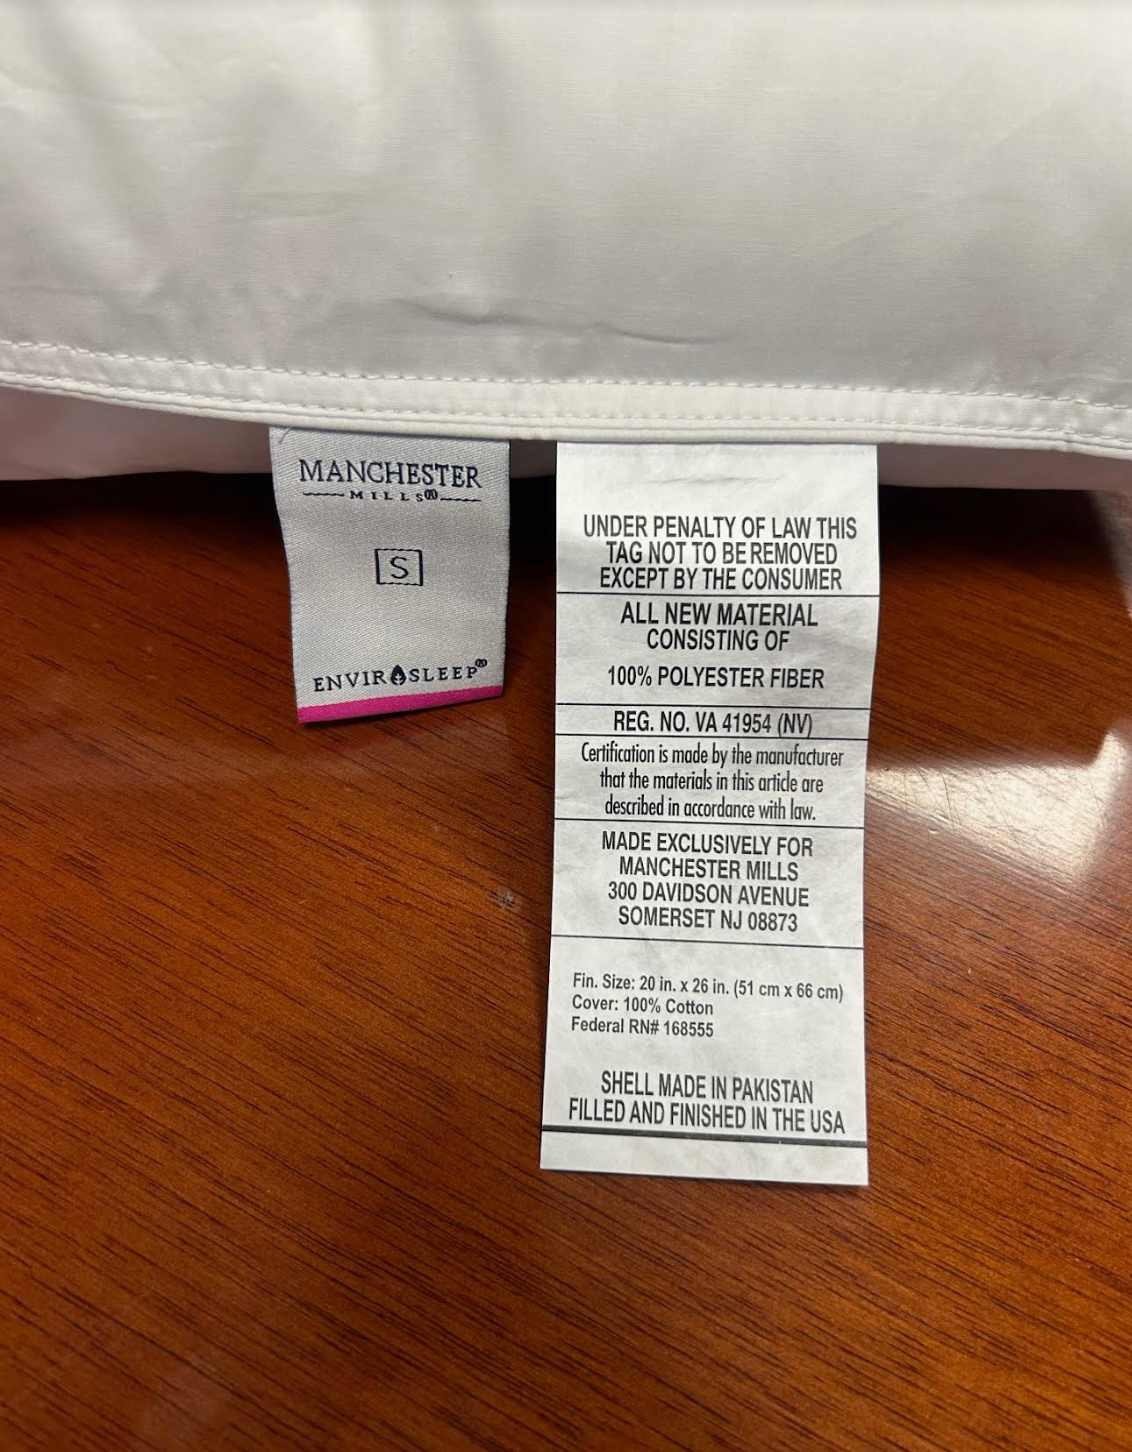 MANCHESTER
MILLS®
S
ENVIROSLEEP®
UNDER PENALTY OF LAW THIS
TAG NOT TO BE REMOVED
EXCEPT BY THE CONSUMER
ALL NEW MATERIAL
CONSISTING OF
100% POLYESTER FIBER
REG. NO. VA 41954 (NV)
Certification is made by the manufacturer
that the materials in this article are
described in accordance with law.
MADE EXCLUSIVELY FOR
MANCHESTER MILLS
300 DAVIDSON AVENUE
SOMERSET NJ 08873
Fin. Size: 20 in. x 26 in. (51 cm x 66 cm)
Cover: 100% Cotton
Federal RN# 168555
SHELL MADE IN PAKISTAN
FILLED AND FINISHED IN THE USA